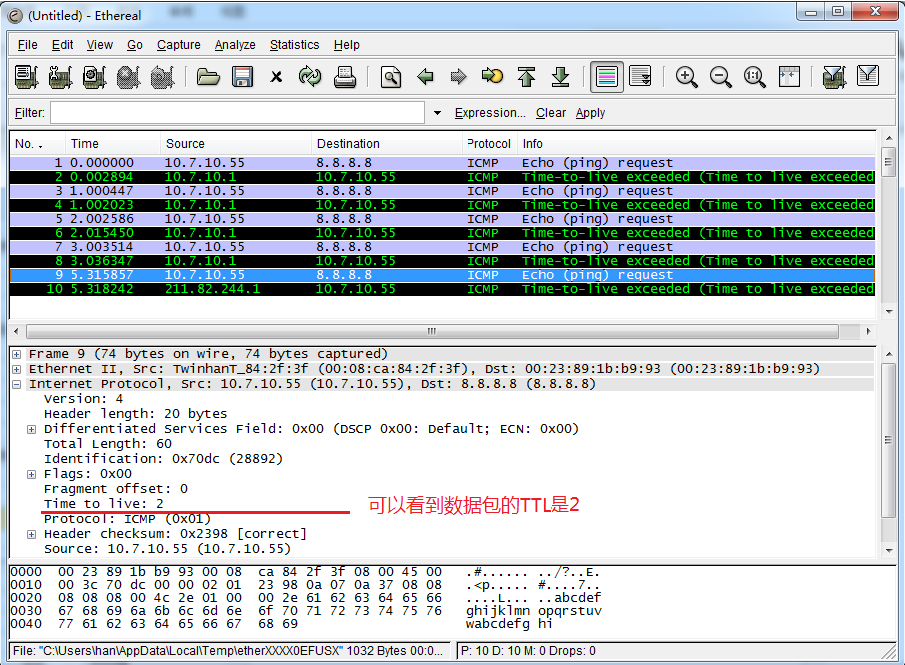 (Untitled) - Ethereal
File Edit View Go Capture Analyze Statistics Help
Filter: Expression... Clear Apply
No. . Time Source Destination Protocol Info
1 0.000000 10.7.10.55 8.8.8.8 ICMP Echo (ping) request
2 0.002894 10.7.10.1 10.7.10.55 ICMP Time-to-live exceeded (Time to live exceeded
3 1.000447 10.7.10.55 8.8.8.8 ICMP Echo (ping) request
4 1.002023 10.7.10.1 10.7.10.55 ICMP Time-to-live exceeded (Time to live exceeded
5 2.002586 10.7.10.55 8.8.8.8 ICMP Echo (ping) request
6 2.015450 10.7.10.1 10.7.10.55 ICMP Time-to-live exceeded (Time to live exceeded
7 3.003514 10.7.10.55 8.8.8.8 ICMP Echo (ping) request
8 3.036347 10.7.10.1 10.7.10.55 ICMP Time-to-live exceeded (Time to live exceeded
9 5.315857 10.7.10.55 8.8.8.8 ICMP Echo (ping) request
10 5.318242 211.82.244.1 10.7.10.55 ICMP Time-to-live exceeded (Time to live exceeded
Frame 9 (74 bytes on wire, 74 bytes captured)
Ethernet II, Src: TwinhanT_84:2f:3f (00:08:ca:84:2f:3f), Dst: 00:23:89:1b:b9:93 (00:23:89:1b:b9:93)
Internet Protocol, Src: 10.7.10.55 (10.7.10.55), Dst: 8.8.8.8 (8.8.8.8)
Version: 4
Header length: 20 bytes
Differentiated Services Field: 0x00 (DSCP 0x00: Default; ECN: 0x00)
Total Length: 60
Identification: 0x70dc (28892)
Flags: 0x00
Fragment offset: 0
Time to live: 2
可以看到数据包的TTL是2
Protocol: ICMP (0x01)
Header checksum: 0x2398 [correct]
Source: 10.7.10.55 (10.7.10.55)
0000 00 23 89 1b b9 93 00 08 ca 84 2f 3f 08 00 45 00 .#...... ../?..E.
0010 00 3c 70 dc 00 00 02 01 23 98 0a 07 0a 37 08 08 .<p..... #....7..
0020 08 08 08 00 4c 2e 01 00 00 2e 61 62 63 64 65 66 ....L... ..abcdef
0030 67 68 69 6a 6b 6c 6d 6e 6f 70 71 72 73 74 75 76 ghijklmn opqrstuv
0040 77 61 62 63 64 65 66 67 68 69 wabcdefg hi
File: "C:\Users\han\AppData\Local\Temp\etherXXXX0EFUSX" 1032 Bytes 00:0... P: 10 D: 10 M: 0 Drops: 0